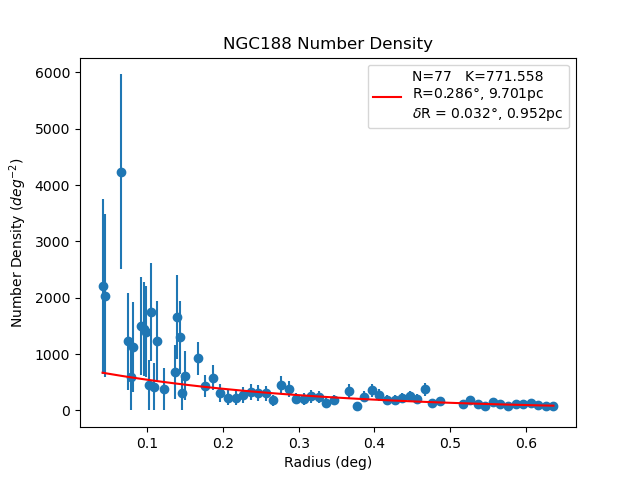 NGC188 Number Density
N=77   K=771.558
R=0.286°, 9.701pc
δR = 0.032°, 0.952pc
Number Density (deg⁻²)
6000
5000
4000
3000
2000
1000
0
0.1 0.2 0.3 0.4 0.5 0.6
Radius (deg)